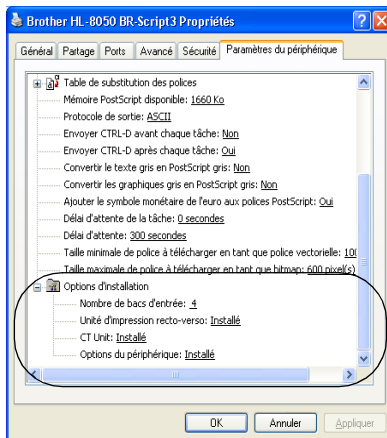 Brother HL-8050 BR-Script3 Propriétés
Général Partage Ports Avancé Sécurité Paramètres du périphérique
Table de substitution des polices
Mémoire PostScript disponible: 1660 Ko
Protocole de sortie: ASCII
Envoyer CTRL-D avant chaque tâche: Non
Envoyer CTRL-D après chaque tâche: Oui
Convertir le texte gris en PostScript gris: Non
Convertir les graphiques gris en PostScript gris: Non
Ajouter le symbole monétaire de l'euro aux polices PostScript: Oui
Délai d'attente de la tâche: 0 secondes
Délai d'attente: 300 secondes
Taille minimale de police à télécharger en tant que police vectorielle:
Taille maximale de police à télécharger en tant que bitmap: 600 pixel(s)
Options d'installation
Nombre de bacs d'entrée: 4
Unité d'impression recto-verso: Installé
CT Unit: Installé
Options du périphérique: Installé
OK Annuler Appliquer